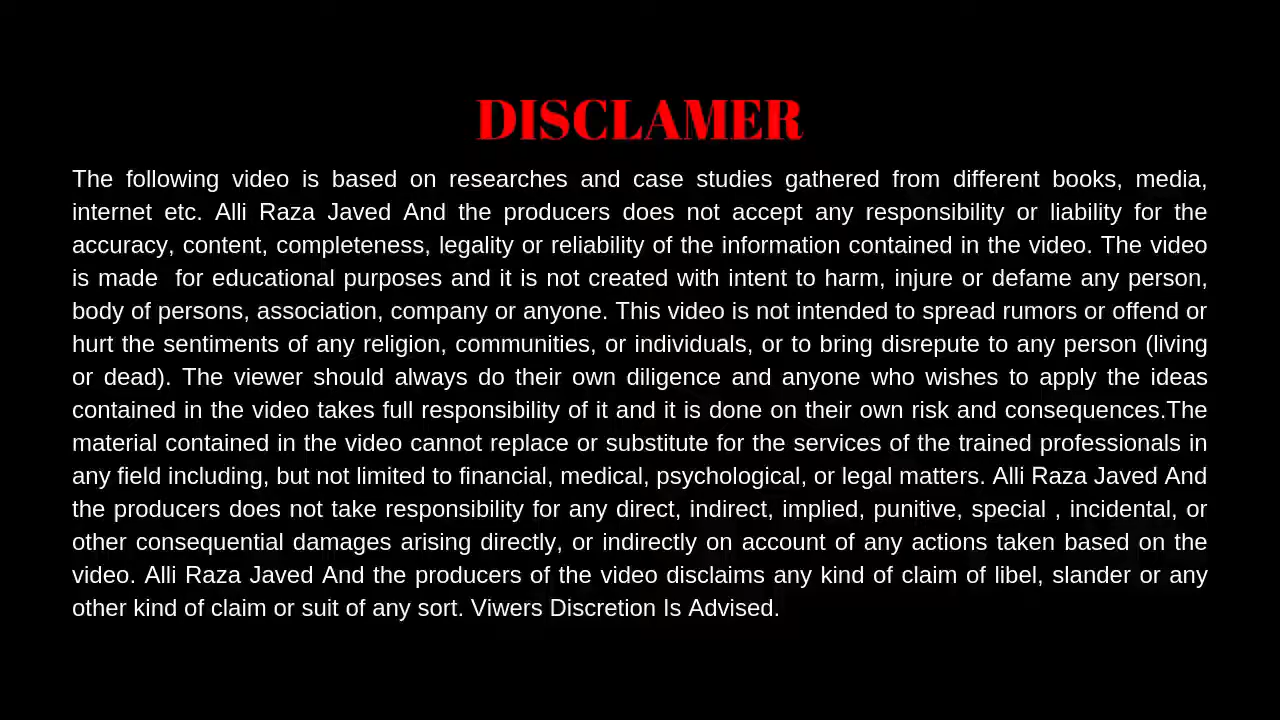 DISCLAMER
The following video is based on researches and case studies gathered from different books, media,
internet etc. Alli Raza Javed And the producers does not accept any responsibility or liability for the
accuracy, content, completeness, legality or reliability of the information contained in the video. The video
is made  for educational purposes and it is not created with intent to harm, injure or defame any person,
body of persons, association, company or anyone. This video is not intended to spread rumors or offend or
hurt the sentiments of any religion, communities, or individuals, or to bring disrepute to any person (living
or dead). The viewer should always do their own diligence and anyone who wishes to apply the ideas
contained in the video takes full responsibility of it and it is done on their own risk and consequences.The
material contained in the video cannot replace or substitute for the services of the trained professionals in
any field including, but not limited to financial, medical, psychological, or legal matters. Alli Raza Javed And
the producers does not take responsibility for any direct, indirect, implied, punitive, special , incidental, or
other consequential damages arising directly, or indirectly on account of any actions taken based on the
video. Alli Raza Javed And the producers of the video disclaims any kind of claim of libel, slander or any
other kind of claim or suit of any sort. Viwers Discretion Is Advised.